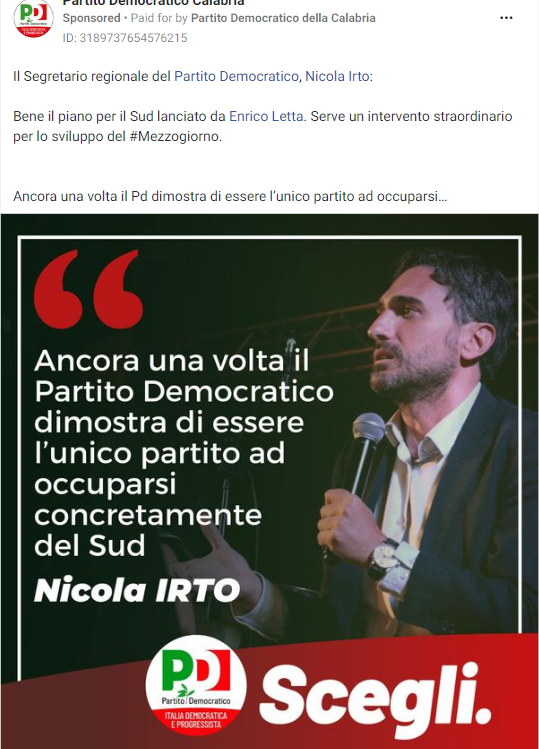 Partito Democratico Calabria
Sponsored • Paid for by Partito Democratico della Calabria
ID: 3189737654576215
Il Segretario regionale del Partito Democratico, Nicola Irto:
Bene il piano per il Sud lanciato da Enrico Letta. Serve un intervento straordinario
per lo sviluppo del #Mezzogiorno.
Ancora una volta il Pd dimostra di essere l’unico partito ad occuparsi...
Ancora una volta il
Partito Democratico
dimostra di essere
l’unico partito ad
occuparsi
concretamente
del Sud
Nicola IRTO
PD
Partito Democratico
ITALIA DEMOCRATICA
E PROGRESSISTA
Scegli.